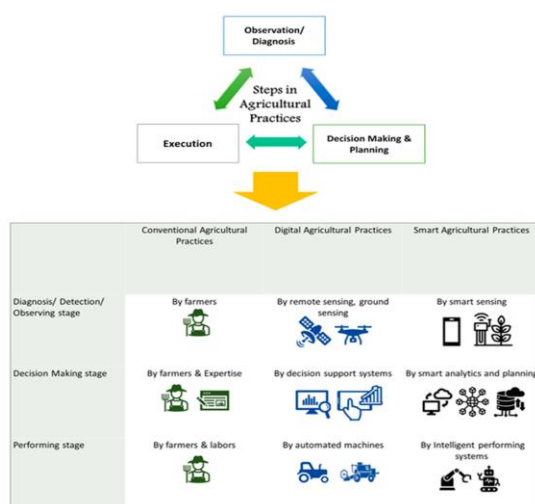 Observation/
Diagnosis
Steps in
Agricultural
Practices
Execution
Decision Making &
Planning
Conventional Agricultural
Practices
Digital Agricultural Practices
Smart Agricultural Practices
Diagnosis/ Detection/
Observing stage
By farmers
By remote sensing, ground
sensing
By smart sensing
Decision Making stage
By farmers & Expertise
By decision support systems
By smart analytics and planning
Performing stage
By farmers & labors
By automated machines
By Intelligent performing
systems